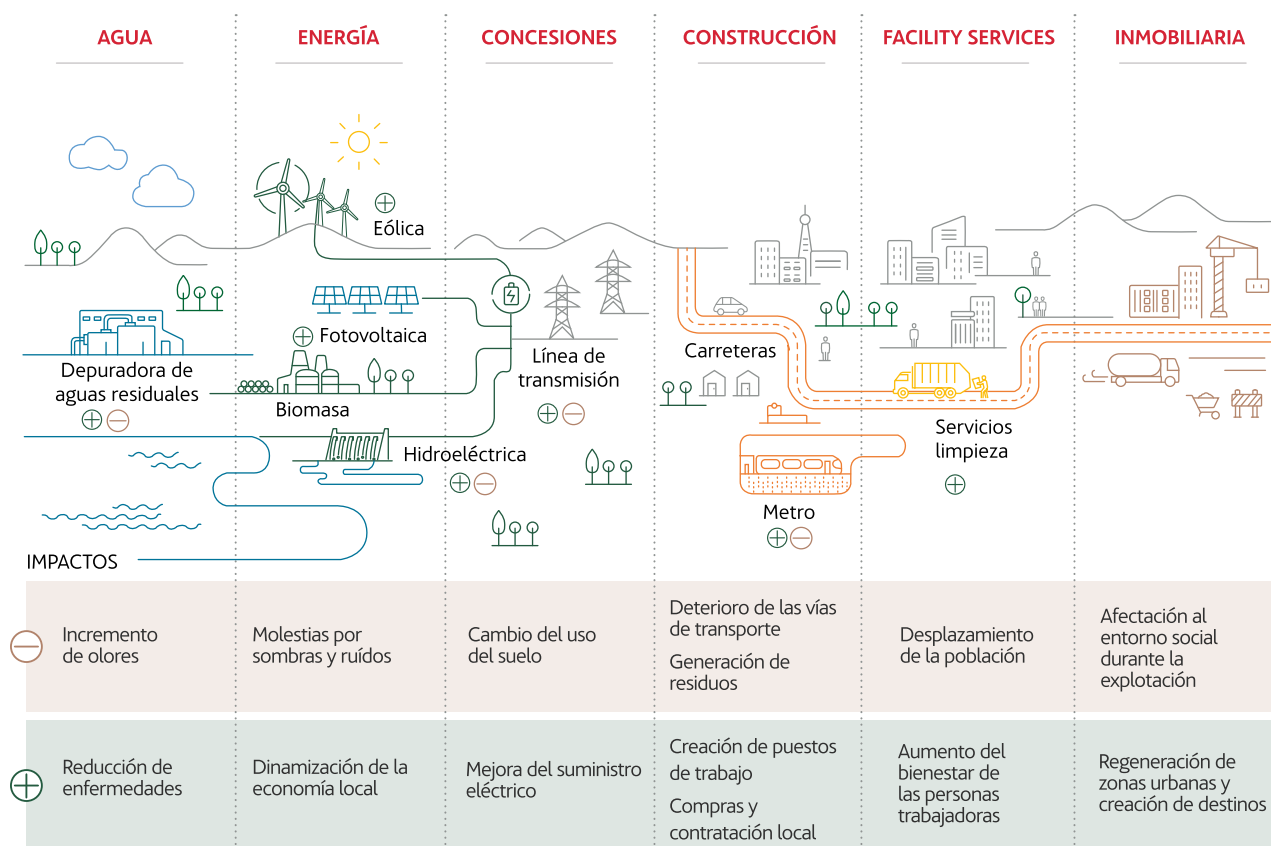 AGUA
ENERGÍA
CONCESIONES
CONSTRUCCIÓN
FACILITY SERVICES
INMOBILIARIA
Eólica
Fotovoltaica
Depuradora de
aguas residuales
Biomasa
Hidroeléctrica
Línea de
transmisión
Carreteras
Metro
Servicios
limpieza
IMPACTOS
Incremento
de olores
Molestias por
sombras y ruídos
Cambio del uso
del suelo
Deterioro de las vías
de transporte
Generación de
residuos
Desplazamiento
de la población
Afectación al
entorno social
durante la
explotación
Reducción de
enfermedades
Dinamización de la
economía local
Mejora del suministro
eléctrico
Creación de puestos
de trabajo
Compras y
contratación local
Aumento del
bienestar de
las personas
trabajadoras
Regeneración de
zonas urbanas y
creación de destinos